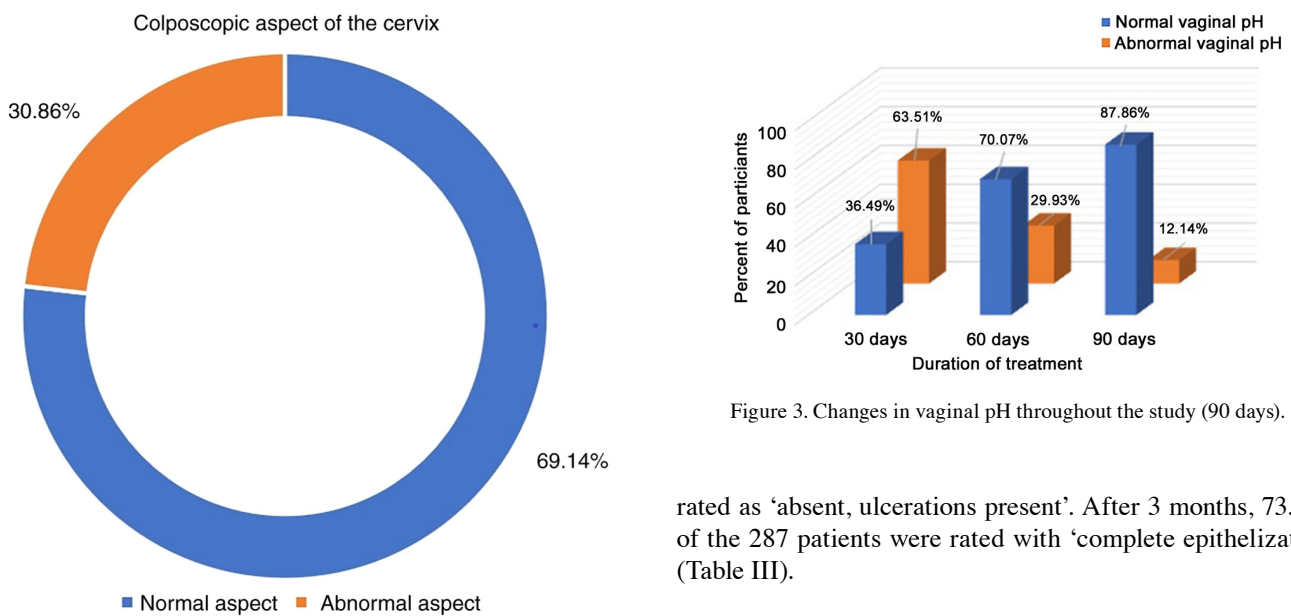 Colposcopic aspect of the cervix
30.86%
69.14%
Normal aspect Abnormal aspect
Normal vaginal pH
Abnormal vaginal pH
Percent of participants
100
80
60
40
20
0
36.49%
63.51%
70.07%
29.93%
87.86%
12.14%
30 days 60 days 90 days
Duration of treatment
Figure 3. Changes in vaginal pH throughout the study (90 days).
rated as ‘absent, ulcerations present’. After 3 months, 73.
of the 287 patients were rated with ‘complete epithelizat
(Table III).